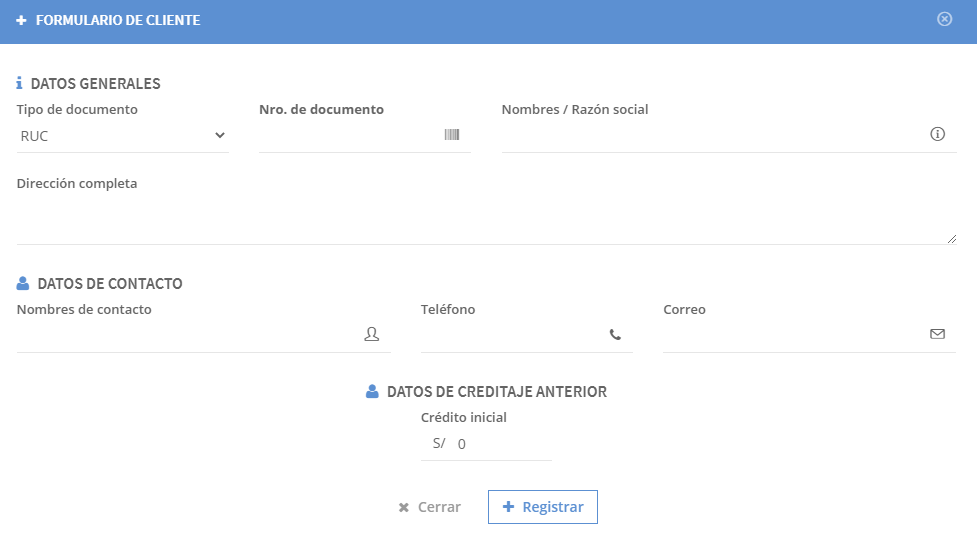 FORMULARIO DE CLIENTE
DATOS GENERALES
Tipo de documento Nro. de documento Nombres / Razón social
RUC
Dirección completa
DATOS DE CONTACTO
Nombres de contacto Teléfono Correo
DATOS DE CREDITAJE ANTERIOR
Crédito inicial
S/ 0
Cerrar Registrar